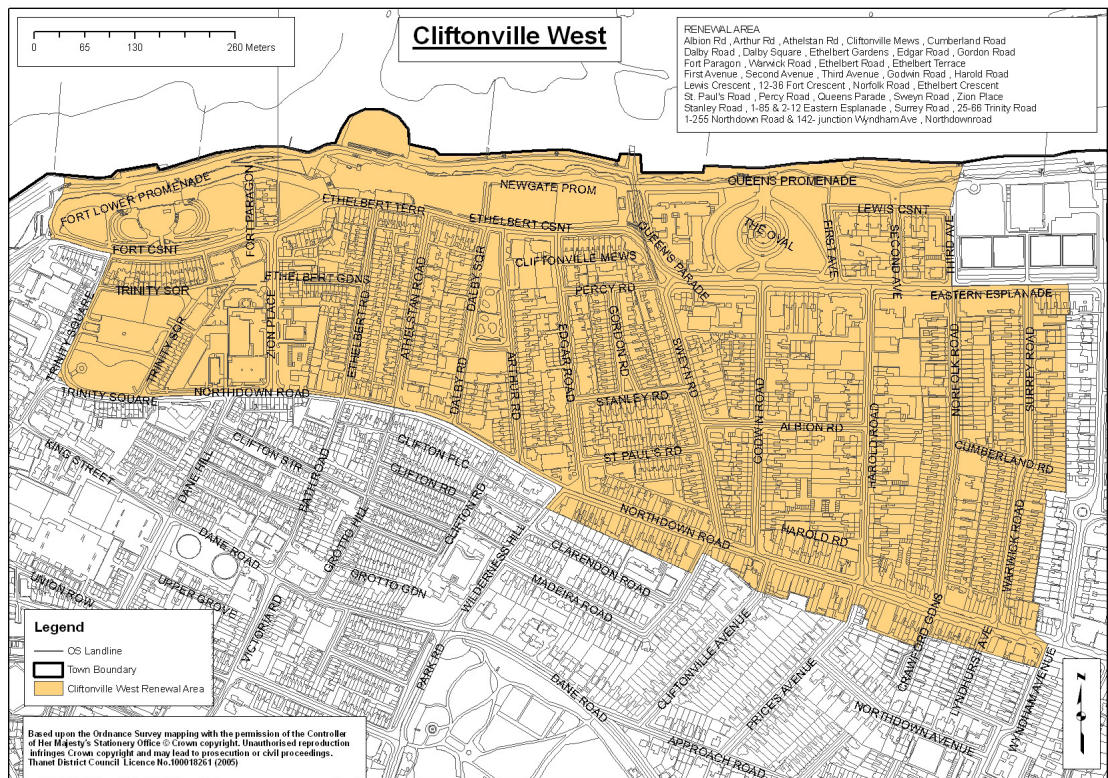 Cliftonville West
0 65 130 260 Meters
RENEWAL AREA
Albion Rd , Arthur Rd , Athelstan Rd , Cliftonville Mews , Cumberland Road
Dalby Road , Dalby Square , Ethelbert Gardens , Edgar Road , Gordon Road
Fort Paragon , Warwick Road , Ethelbert Road , Ethelbert Terrace
First Avenue , Second Avenue , Third Avenue , Godwin Road , Harold Road
Lewis Crescent , 12-36 Fort Crescent , Norfolk Road , Ethelbert Crescent
St. Paul's Road , Percy Road , Queens Parade , Sweyn Road , Zion Place
Stanley Road , 1-85 & 2-12 Eastern Esplanade , Surrey Road , 25-66 Trinity Road
1-255 Northdown Road & 142- junction Wyndham Ave , Northdownroad
FORT LOWER PROMENADE
FORT PARAGON
NEWGATE PROM
QUEENS PROMENADE
ETHELBERT TERR
ETHELBERT CSNT
LEWIS CSNT
THE OVAL
FIRST AVE
SECOND AVE
THIRD AVE
FORT CSNT
QUEENS PARADE
CLIFTONVILLE MEWS
DALBY SQR
ETHELBERT GDNS
ATHELSTAN ROAD
TRINITY SQR
PERCY RD
EASTERN ESPLANADE
TRINITY SQUARE
TRINITY SQR
ZION PLACE
ETHELBERT RD
EDGAR ROAD
GORDON RD
SWEYN RD
NORFOLK ROAD
SURREY ROAD
DALBY RD
ARTHUR RD
STANLEY RD
GODWIN ROAD
ALBION RD
HAROLD ROAD
TRINITY SQUARE
NORTHDOWN ROAD
CUMBERLAND RD
ST PAUL'S RD
KING STREET
DANE HILL
CLIFTON STR
CLIFTON PLC
CLIFTON RD
PATH ROAD
GROTTO HILL
CLIFTON RD
NORTHDOWN ROAD
HAROLD RD
WARWICK ROAD
DANE ROAD
WILDERNESS HILL
CLARENDON ROAD
MADEIRA ROAD
UNION ROW
UPPER GROVE
GROTTO GDN
VICTORIA RD
PARK RD
CLIFTONVILLE AVENUE
PRICES AVENUE
CRAWFORD GDNS
LYNDHURST AVE
WYNDHAM AVENUE
DANE ROAD
NORTHDOWN AVENUE
APPROACH ROAD
Legend
OS Landline
Town Boundary
Cliftonville West Renewal Area
Based upon the Ordnance Survey mapping with the permission of the Controller
of Her Majesty's Stationery Office © Crown copyright. Unauthorised reproduction
infringes Crown copyright and may lead to prosecution or civil proceedings.
Thanet District Council Licence No.100018261 (2005)
N